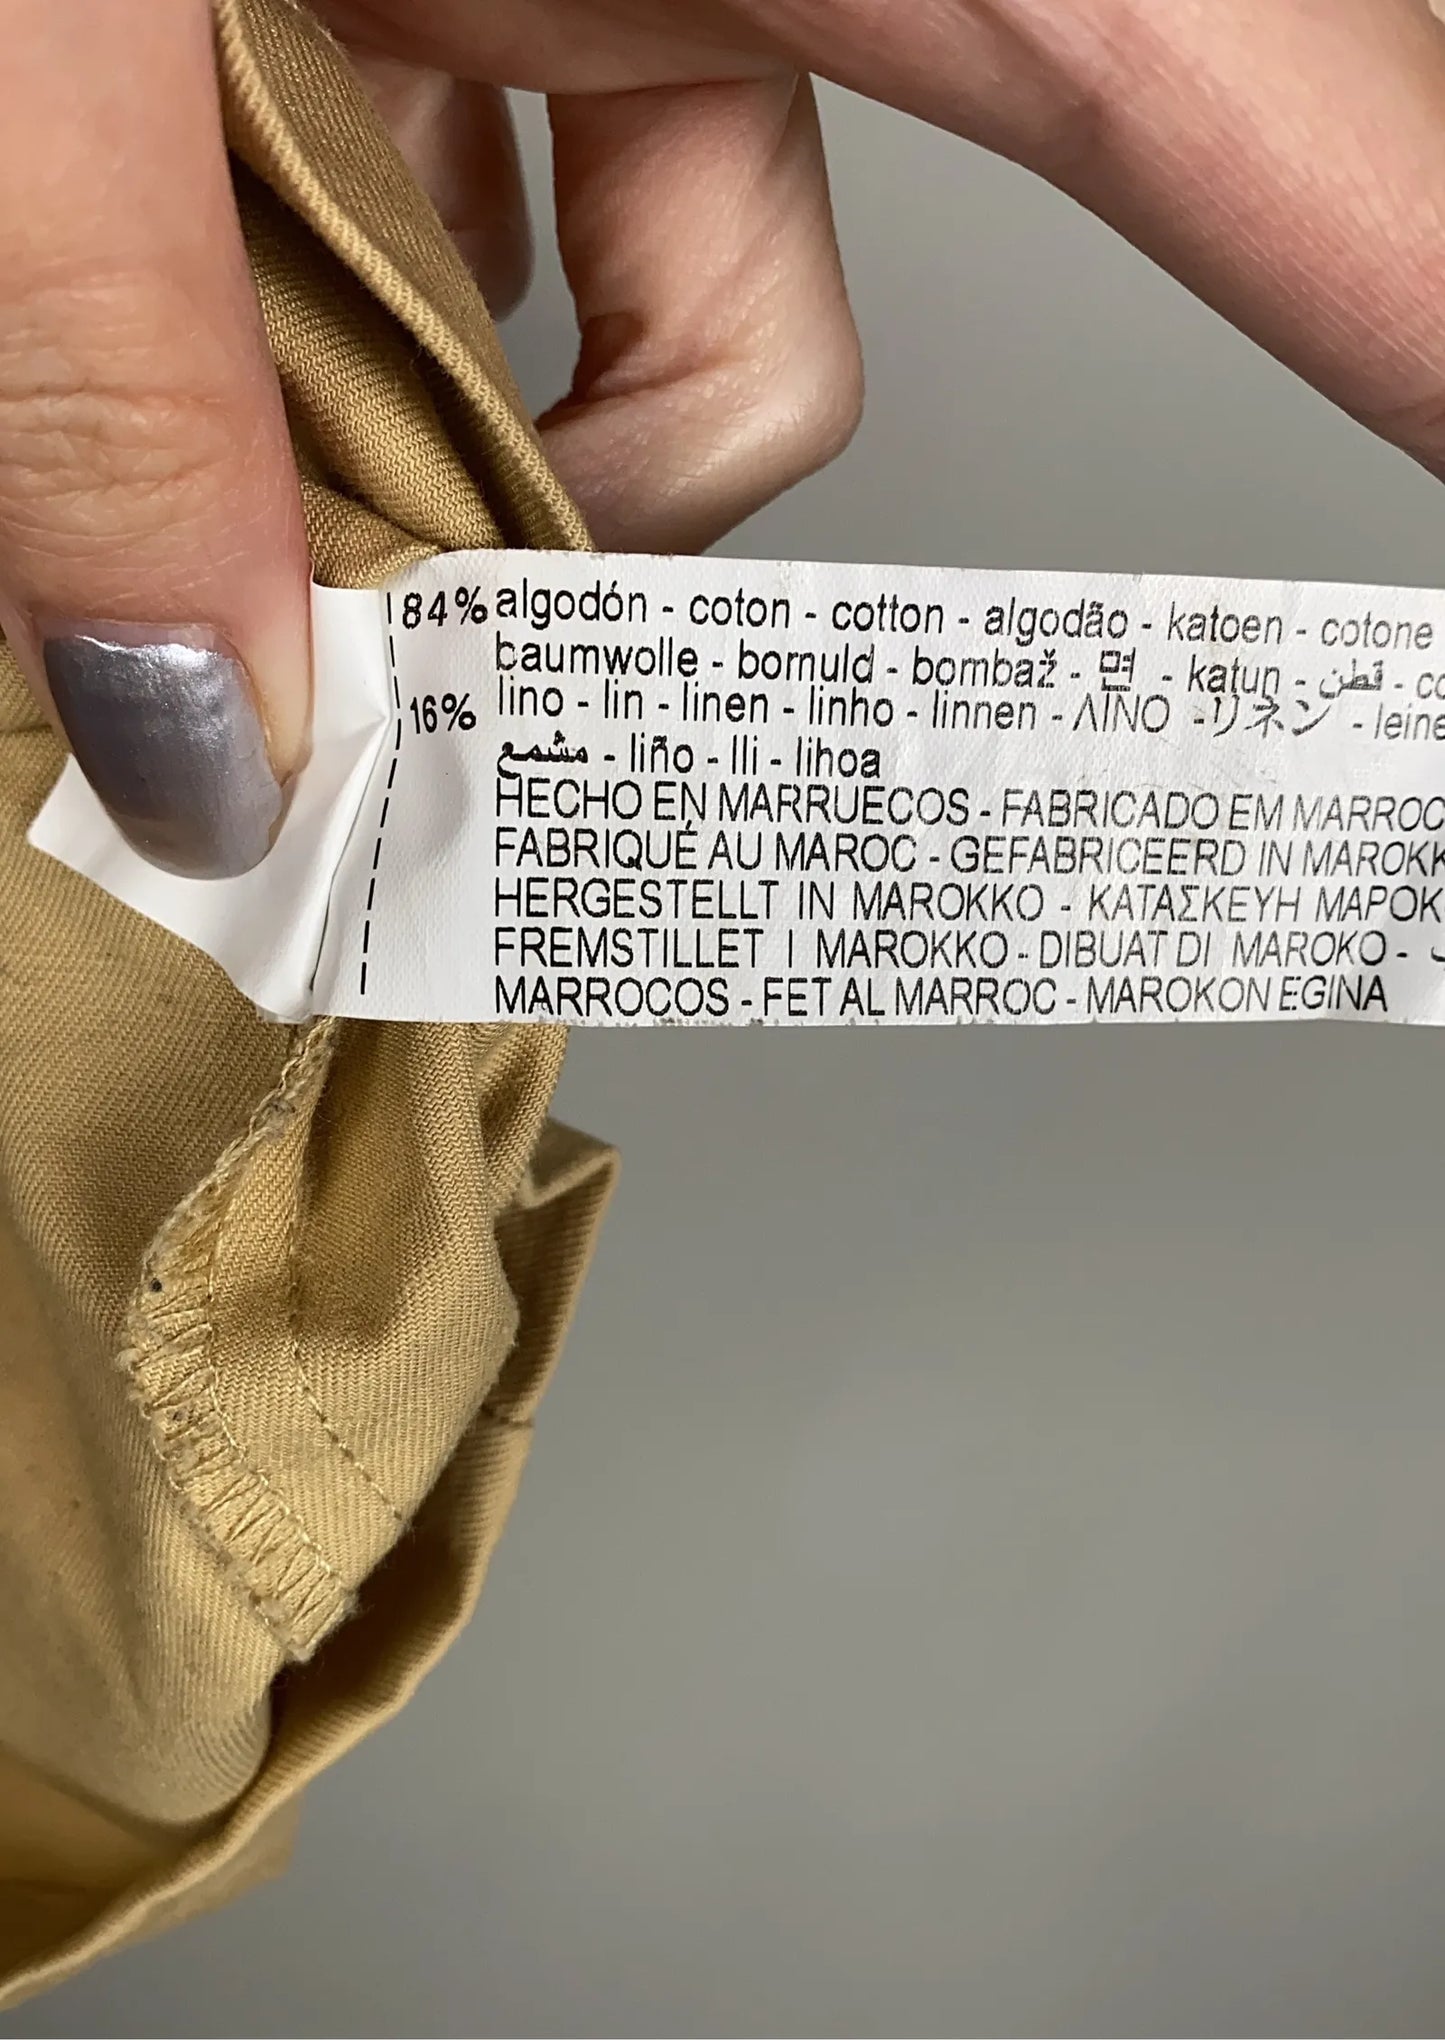 84% algodón - coton - cotton - algodão - katoen - cotone
baumwolle - bornuld - bombaž - 면 - katun - قطن - co
16% lino - lin - linen - linho - linnen - ΛΙΝΟ - リネン - leine
مشمع - liño - lli - lihoa
HECHO EN MARRUECOS - FABRICADO EM MARROC
FABRIQUÉ AU MAROC - GEFABRICEERD IN MAROKK
HERGESTELLT IN MAROKKO - ΚΑΤΑΣΚΕΥΗ ΜΑΡΟΚ
FREMSTILLET I MAROKKO - DIBUAT DI MAROKO -
MARROCOS - FET AL MARROC - MAROKON EGINA